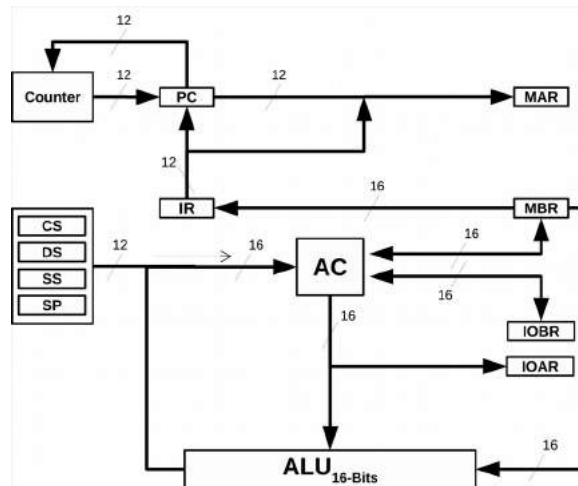 12
Counter
12
PC
12
MAR
12
IR
16
MBR
CS
DS
SS
SP
12
16
AC
16
16
IOBR
16
IOAR
ALU16-Bits
16